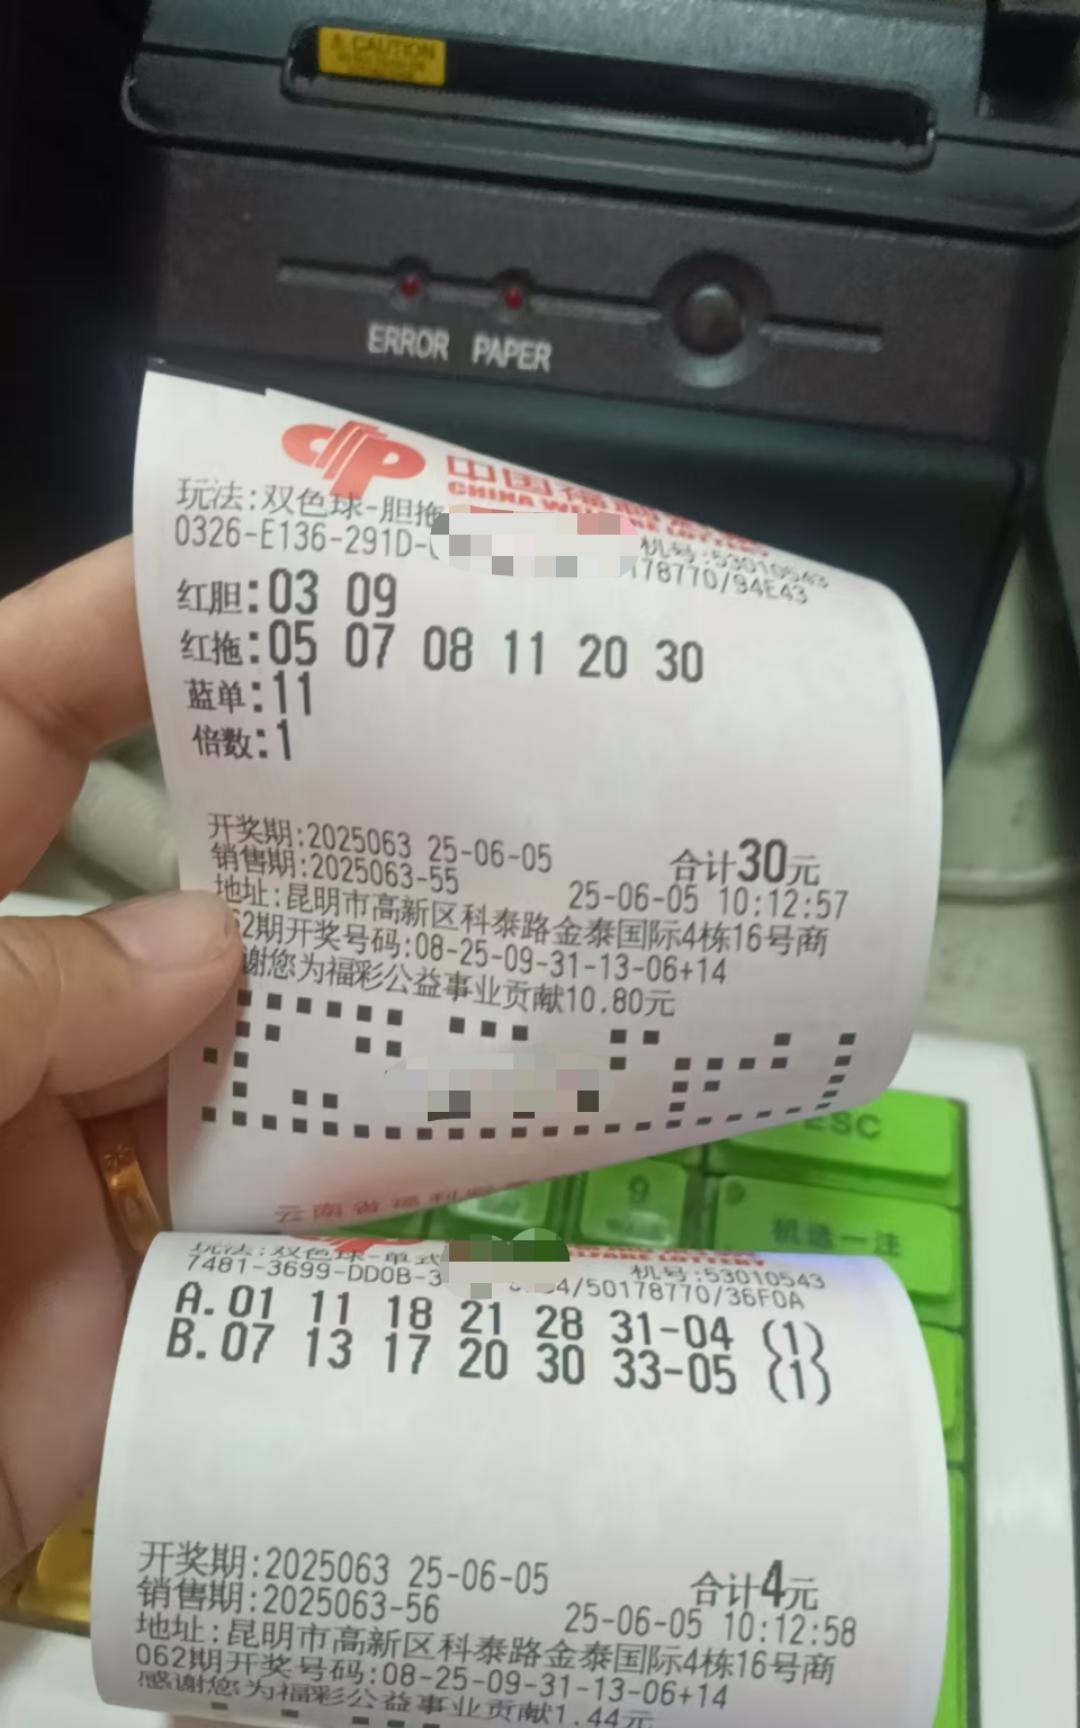 CAUTION
ERROR PAPER
中国福利彩票
CHINA WELFARE LOTTERY
玩法:双色球-胆拖
机号:53010543
0326-E136-291D-
178770/94E43
红胆:03 09
红拖:05 07 08 11 20 30
蓝单:11
倍数:1
开奖期:2025063 25-06-05 合计30元
销售期:2025063-55 25-06-05 10:12:57
地址:昆明市高新区科泰路金泰国际4栋16号商
62期开奖号码:08-25-09-31-13-06+14
谢您为福彩公益事业贡献10.80元
云南省福利
ESC
9
机选一注
玩法:双色球-单式
WELFARE LOTTERY
机号:53010543
7481-3699-DD0B-3
4/50178770/36F0A
A.01 11 18 21 28 31-04 (1)
B.07 13 17 20 30 33-05 (1)
开奖期:2025063 25-06-05 合计4元
销售期:2025063-56 25-06-05 10:12:58
地址:昆明市高新区科泰路金泰国际4栋16号商
062期开奖号码:08-25-09-31-13-06+14
感谢您为福彩公益事业贡献1.44元